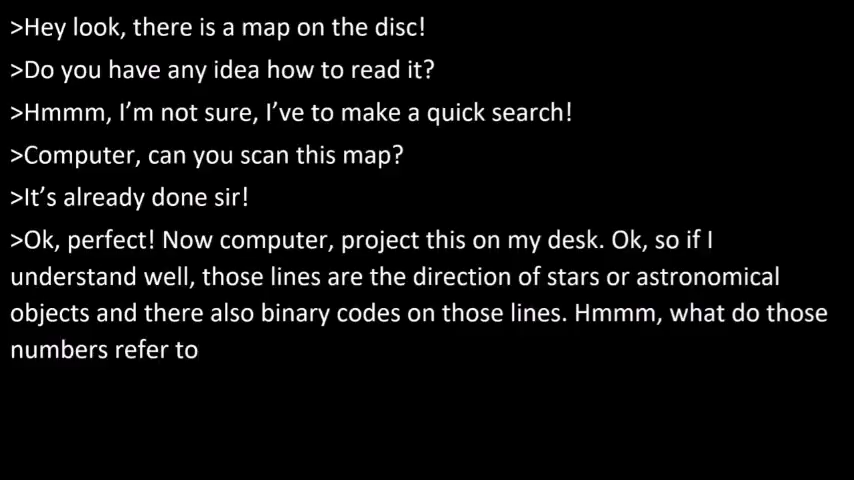 >Hey look, there is a map on the disc!
>Do you have any idea how to read it?
>Hmmm, I’m not sure, I’ve to make a quick search!
>Computer, can you scan this map?
>It’s already done sir!
>Ok, perfect! Now computer, project this on my desk. Ok, so if I
understand well, those lines are the direction of stars or astronomical
objects and there also binary codes on those lines. Hmmm, what do those
numbers refer to